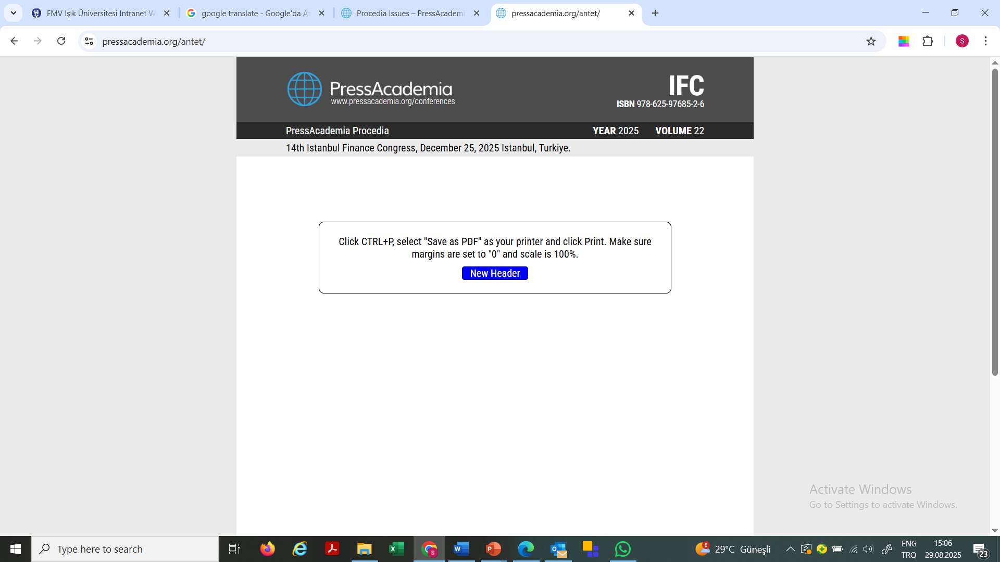 FMV Işık Üniversitesi Intranet W
google translate - Google'da Ar
Procedia Issues – PressAcademi
pressacademia.org/antet/
pressacademia.org/antet/
S
PressAcademia
www.pressacademia.org/conferences
IFC
ISBN 978-625-97685-2-6
PressAcademia Procedia
YEAR 2025 VOLUME 22
14th Istanbul Finance Congress, December 25, 2025 Istanbul, Turkiye.
Click CTRL+P, select "Save as PDF" as your printer and click Print. Make sure
margins are set to "0" and scale is 100%.
New Header
Activate Windows
Go to Settings to activate Windows.
Type here to search
6
29°C Güneşli
ENG
TRQ
15:06
29.08.2025
23